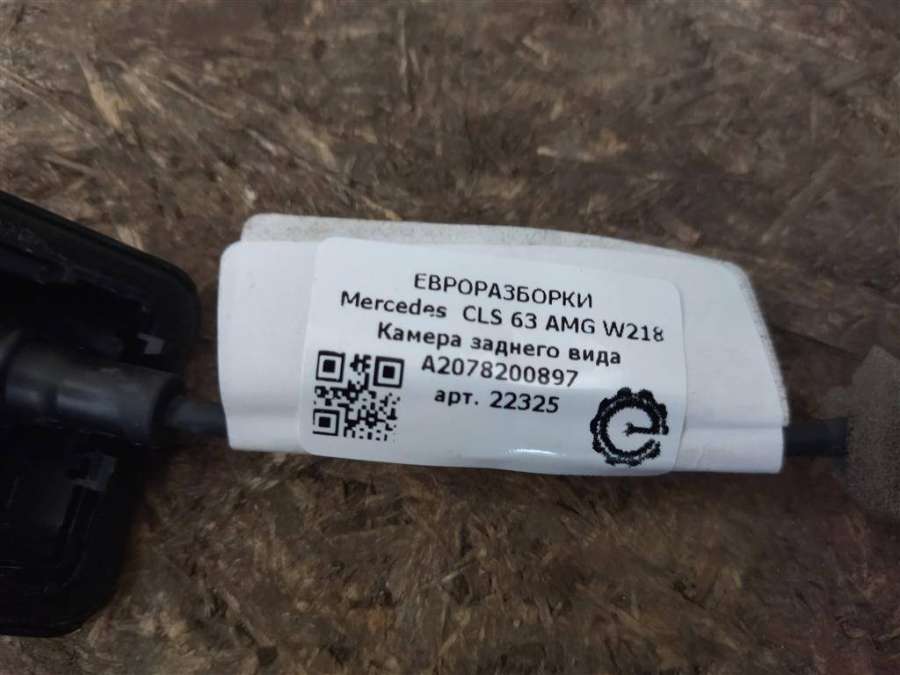 ЕВРОРАЗБОРКИ
Mercedes CLS 63 AMG W218
Камера заднего вида
A2078200897
арт. 22325